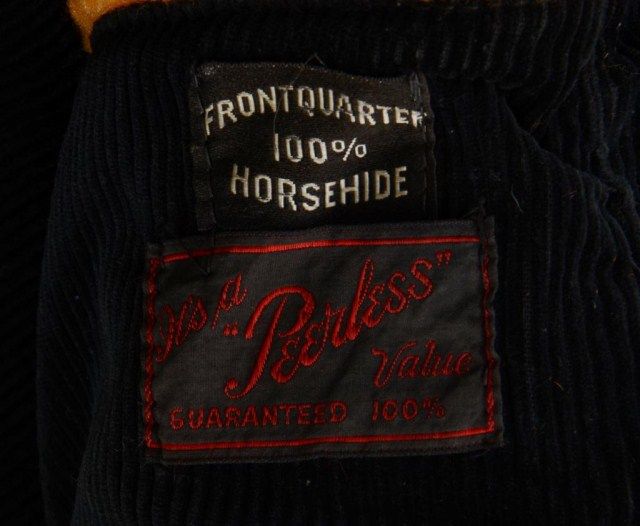 FRONTQUARTER
100%
HORSEHIDE
It's a
"Peerless"
Value
GUARANTEED 100%